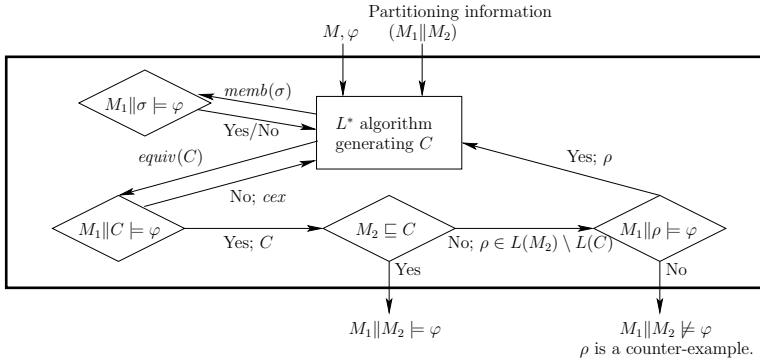 Partitioning information
M, φ
(M₁‖M₂)
memb(σ)
M₁‖σ ⊨ φ
Yes/No
L* algorithm
generating C
equiv(C)
Yes; ρ
No; cex
M₁‖C ⊨ φ
Yes; C
M₂ ⊑ C
No; ρ ∈ L(M₂) \ L(C)
M₁‖ρ ⊨ φ
Yes
No
M₁‖M₂ ⊨ φ
M₁‖M₂ ⊭ φ
ρ is a counter-example.